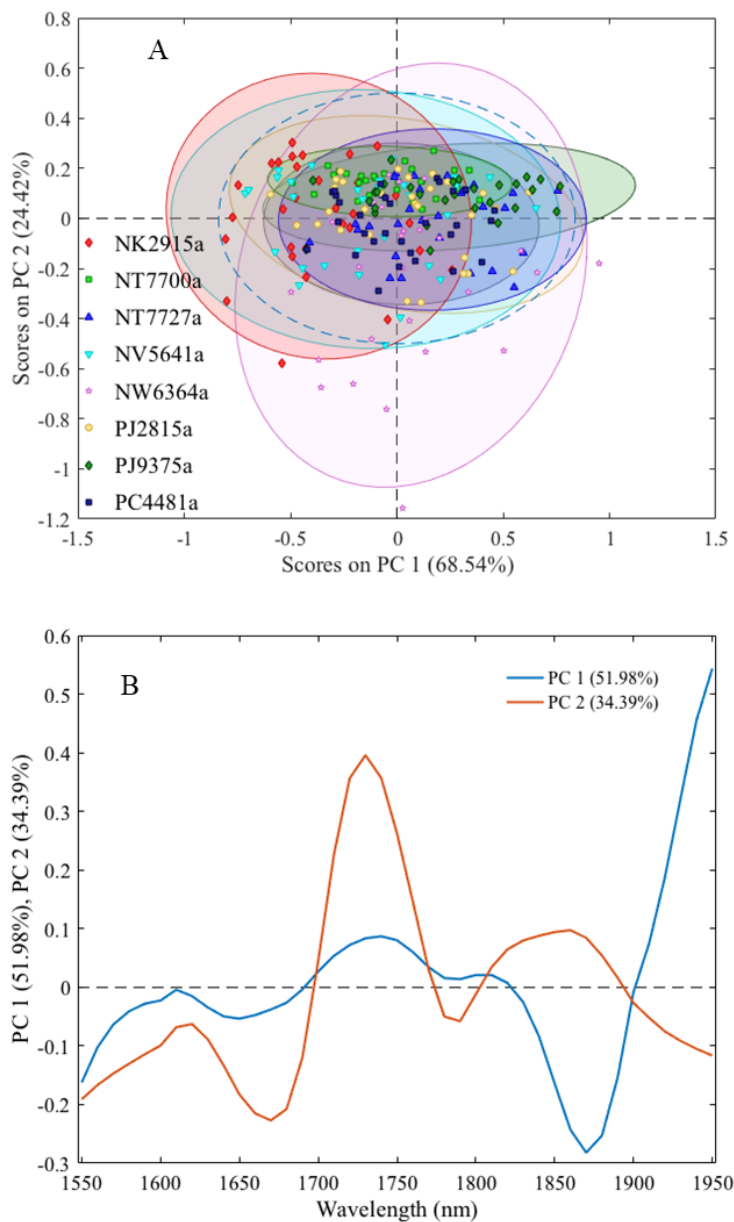 A
0.8
0.6
0.4
0.2
0
-0.2
-0.4
-0.6
-0.8
-1
-1.2
Scores on PC 2 (24.42%)
NK2915a
NT7700a
NT7727a
NV5641a
NW6364a
PJ2815a
PJ9375a
PC4481a
-1.5 -1 -0.5 0 0.5 1 1.5
Scores on PC 1 (68.54%)
B
0.6
0.5
0.4
0.3
0.2
0.1
0
-0.1
-0.2
-0.3
PC 1 (51.98%), PC 2 (34.39%)
PC 1 (51.98%)
PC 2 (34.39%)
1550 1600 1650 1700 1750 1800 1850 1900 1950
Wavelength (nm)